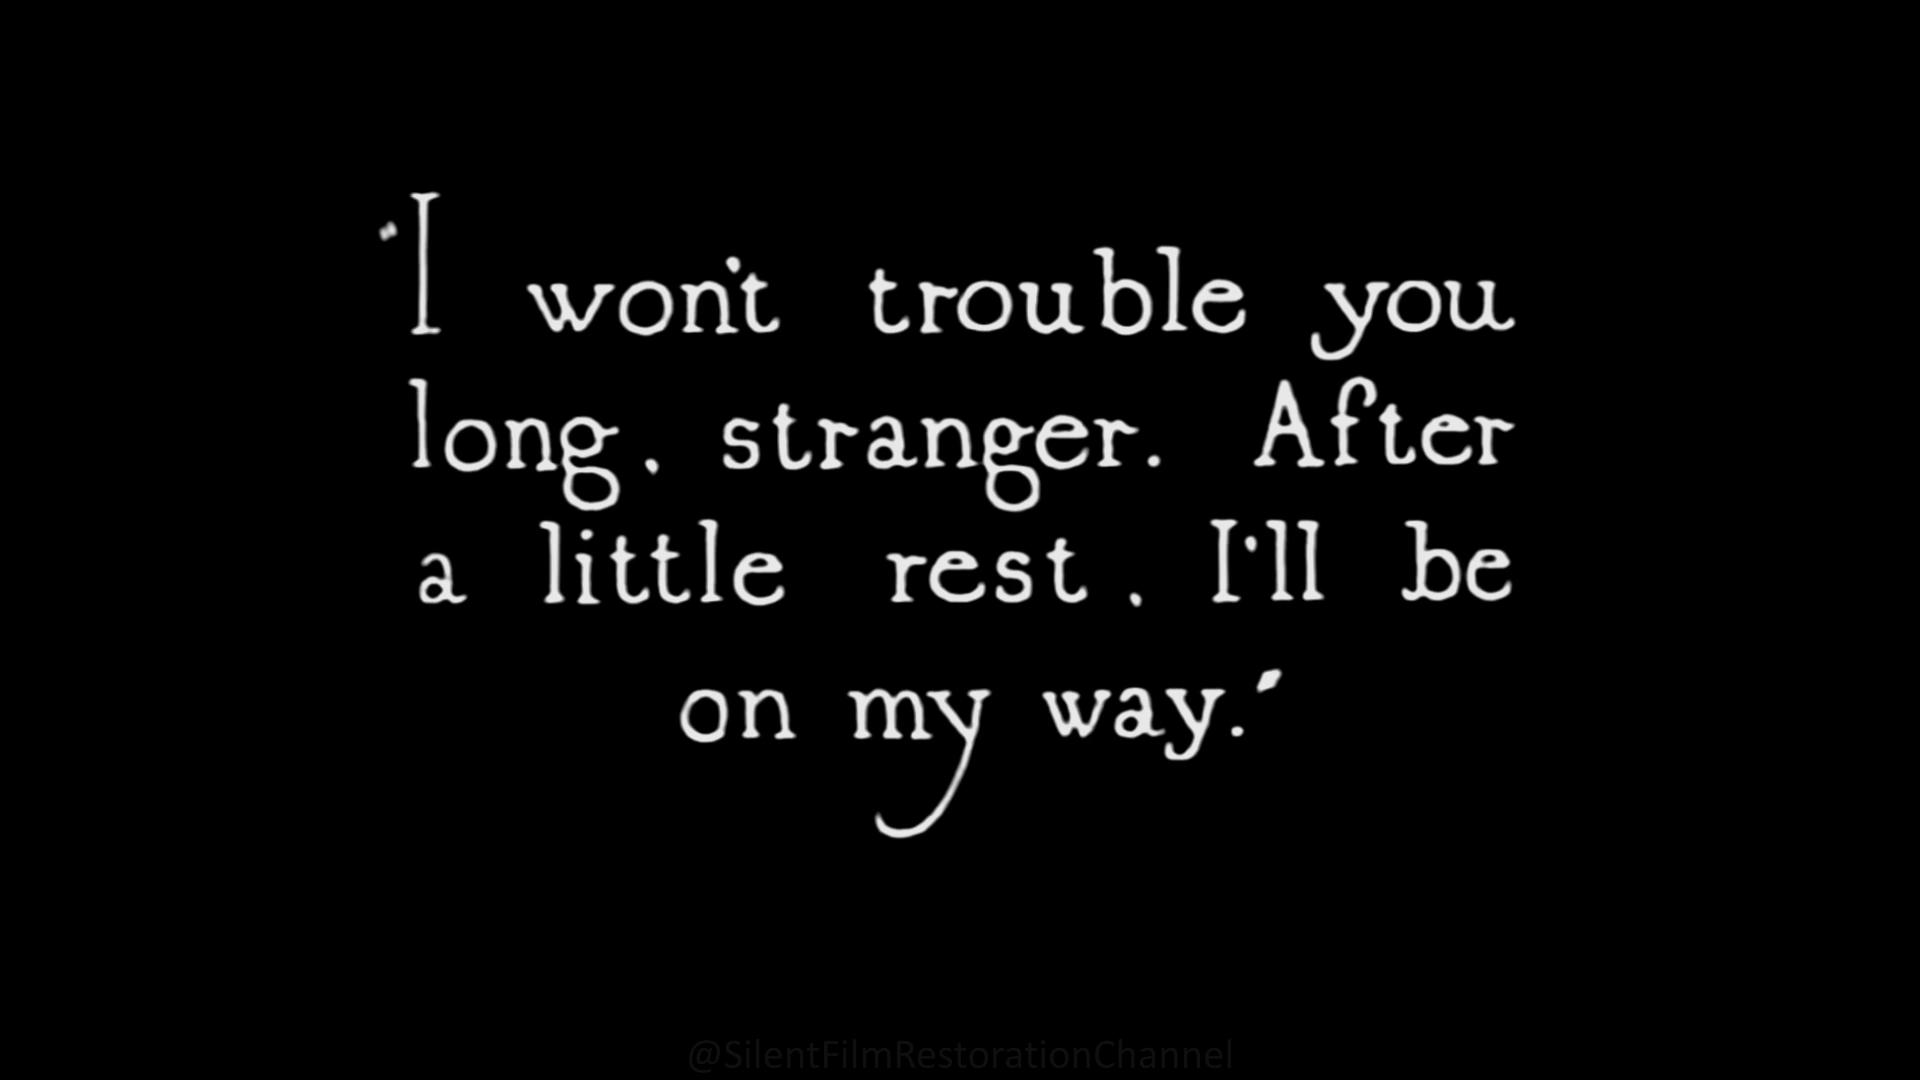 "I won't trouble you
long, stranger. After
a little rest, I'll be
on my way."
@SilentFilmRestorationChannel